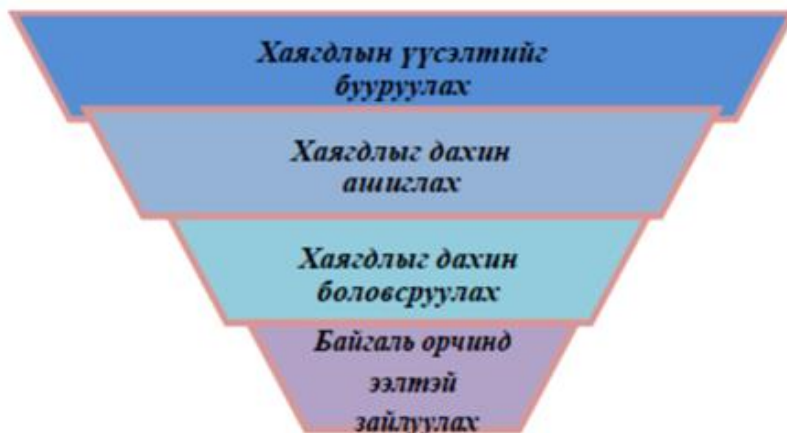 Хаягдлын үүсэлтийг
бууруулах
Хаягдлыг дахин
ашиглах
Хаягдлыг дахин
боловсруулах
Байгаль орчинд
ээлтэй
зайлуулах